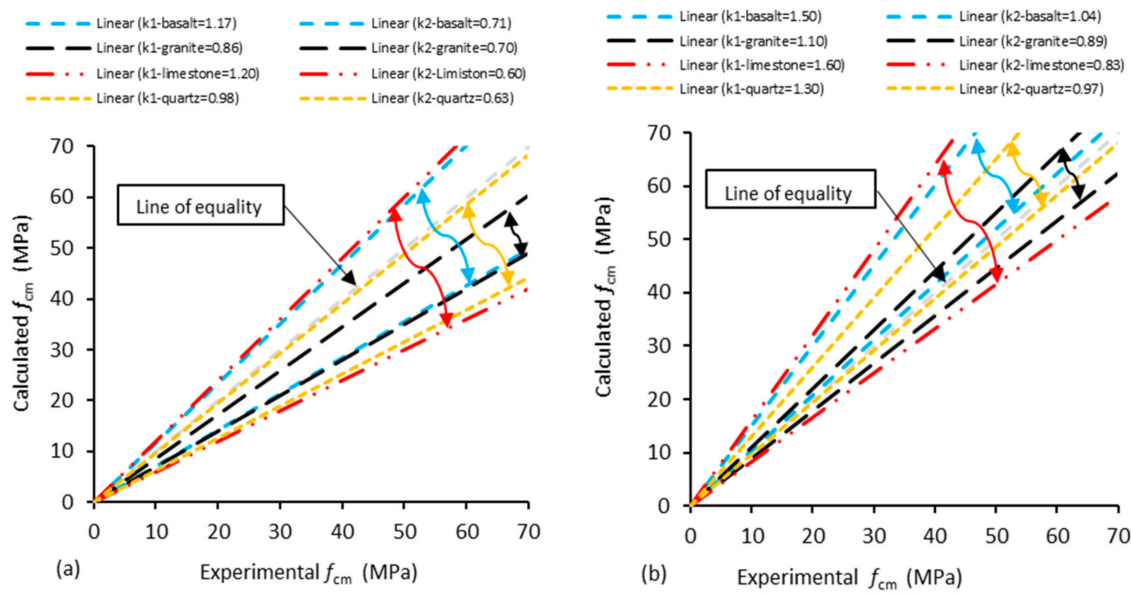 Linear (k1-basalt=1.17) Linear (k2-basalt=0.71)
Linear (k1-granite=0.86) Linear (k2-granite=0.70)
Linear (k1-limestone=1.20) Linear (k2-Limiston=0.60)
Linear (k1-quartz=0.98) Linear (k2-quartz=0.63)
70
60
50
40
30
20
10
0
Calculated fcm (MPa)
Line of equality
0 10 20 30 40 50 60 70
(a) Experimental fcm (MPa)
Linear (k1-basalt=1.50) Linear (k2-basalt=1.04)
Linear (k1-granite=1.10) Linear (k2-granite=0.89)
Linear (k1-limestone=1.60) Linear (k2-limestone=0.83)
Linear (k1-quartz=1.30) Linear (k2-quartz=0.97)
70
60
50
40
30
20
10
0
Calculated fcm (MPa)
Line of equality
0 10 20 30 40 50 60 70
(b) Experimental fcm (MPa)